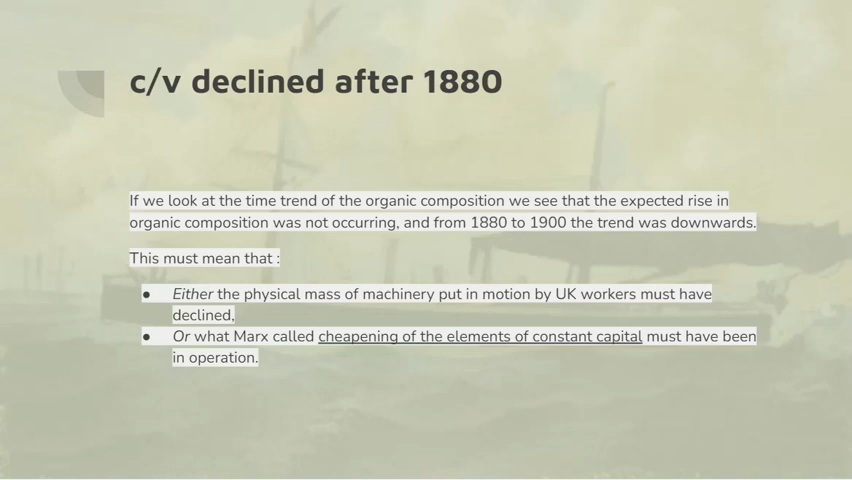 c/v declined after 1880
If we look at the time trend of the organic composition we see that the expected rise in
organic composition was not occurring, and from 1880 to 1900 the trend was downwards.
This must mean that :
● Either the physical mass of machinery put in motion by UK workers must have
declined,
● Or what Marx called cheapening of the elements of constant capital must have been
in operation.